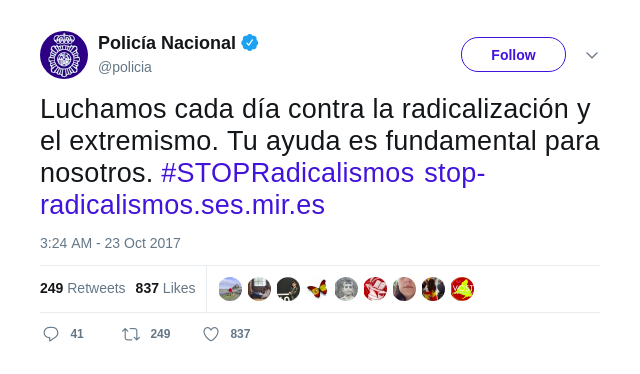 Policía Nacional
@policia
Follow
Luchamos cada día contra la radicalización y
el extremismo. Tu ayuda es fundamental para
nosotros. #STOPRadicalismos stop-
radicalismos.ses.mir.es
3:24 AM - 23 Oct 2017
249 Retweets 837 Likes
41 249 837